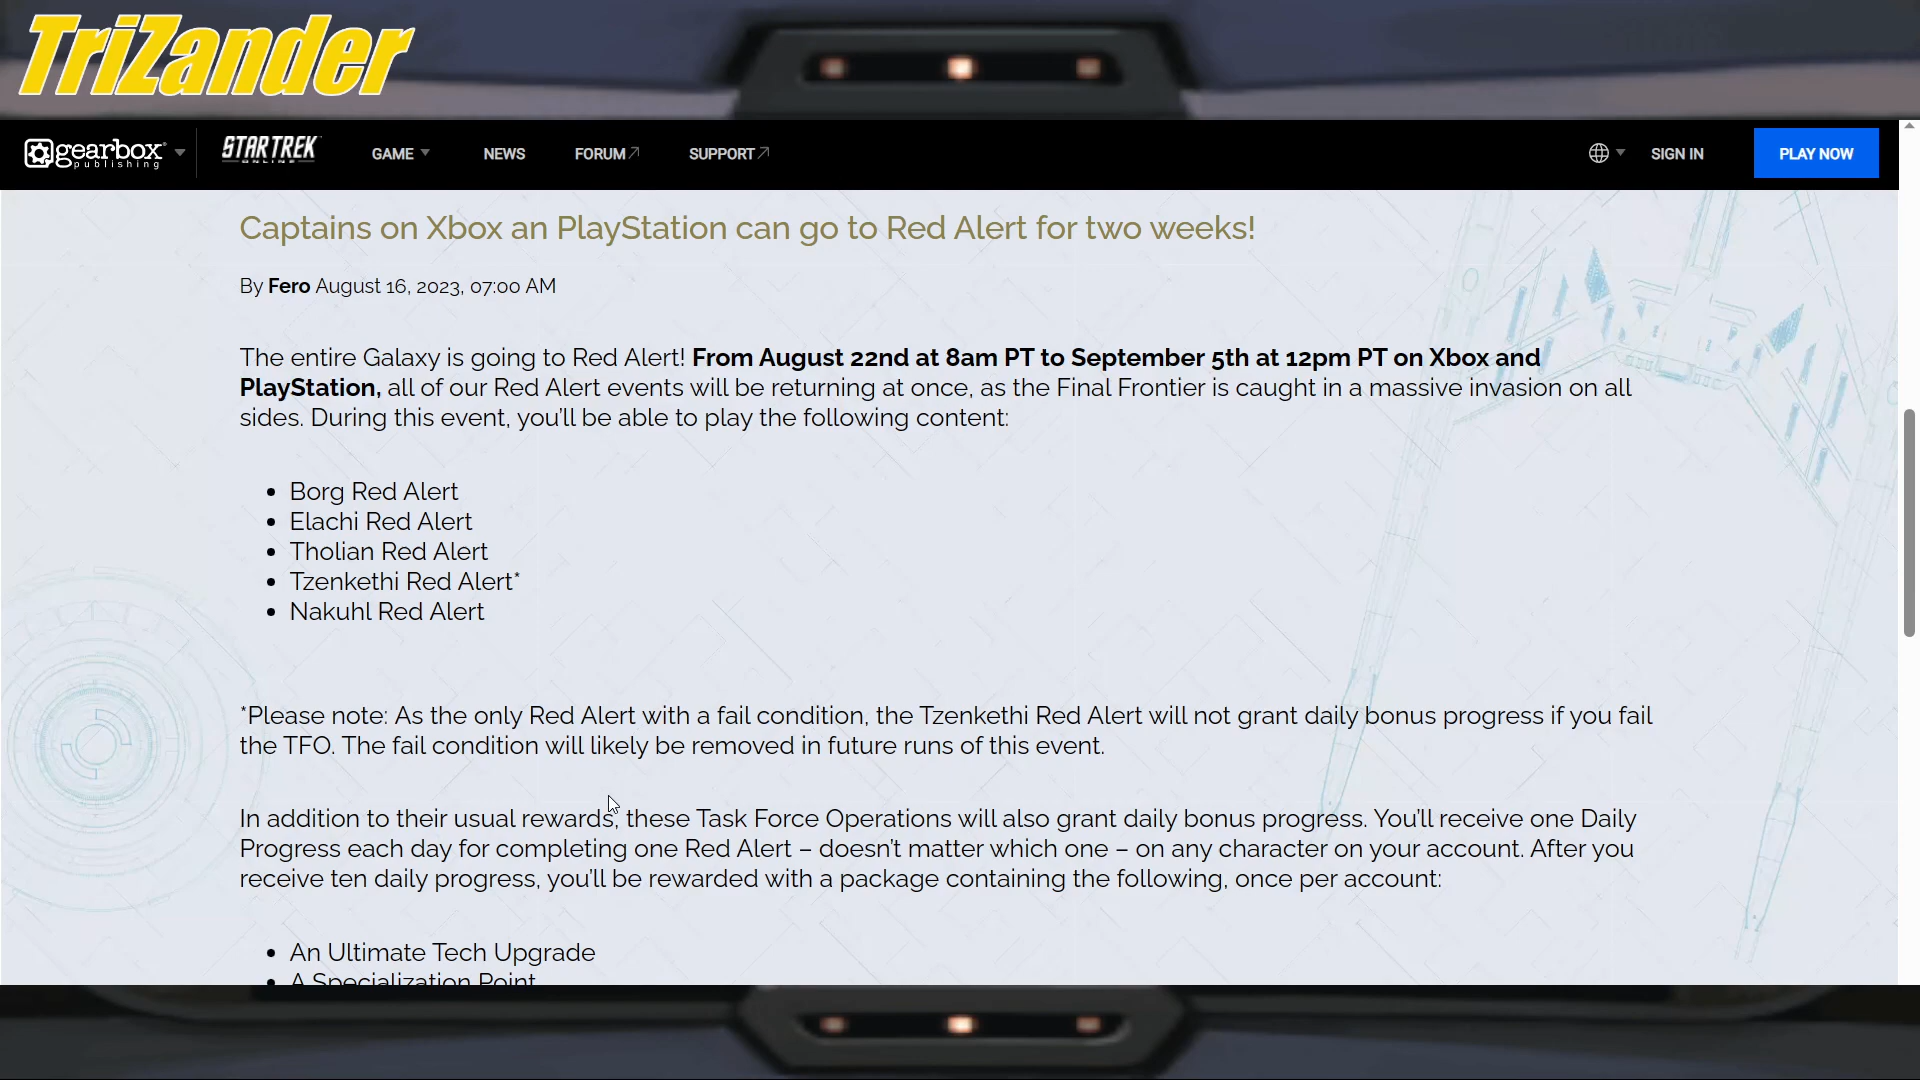 TriZander
gearbox publishing
STAR TREK ONLINE
GAME
NEWS
FORUM
SUPPORT
SIGN IN
PLAY NOW
Captains on Xbox an PlayStation can go to Red Alert for two weeks!
By Fero August 16, 2023, 07:00 AM
The entire Galaxy is going to Red Alert! From August 22nd at 8am PT to September 5th at 12pm PT on Xbox and
PlayStation, all of our Red Alert events will be returning at once, as the Final Frontier is caught in a massive invasion on all
sides. During this event, you’ll be able to play the following content:
• Borg Red Alert
• Elachi Red Alert
• Tholian Red Alert
• Tzenkethi Red Alert*
• Nakuhl Red Alert
*Please note: As the only Red Alert with a fail condition, the Tzenkethi Red Alert will not grant daily bonus progress if you fail
the TFO. The fail condition will likely be removed in future runs of this event.
In addition to their usual rewards, these Task Force Operations will also grant daily bonus progress. You’ll receive one Daily
Progress each day for completing one Red Alert – doesn’t matter which one – on any character on your account. After you
receive ten daily progress, you’ll be rewarded with a package containing the following, once per account:
• An Ultimate Tech Upgrade
• A Specialization Point